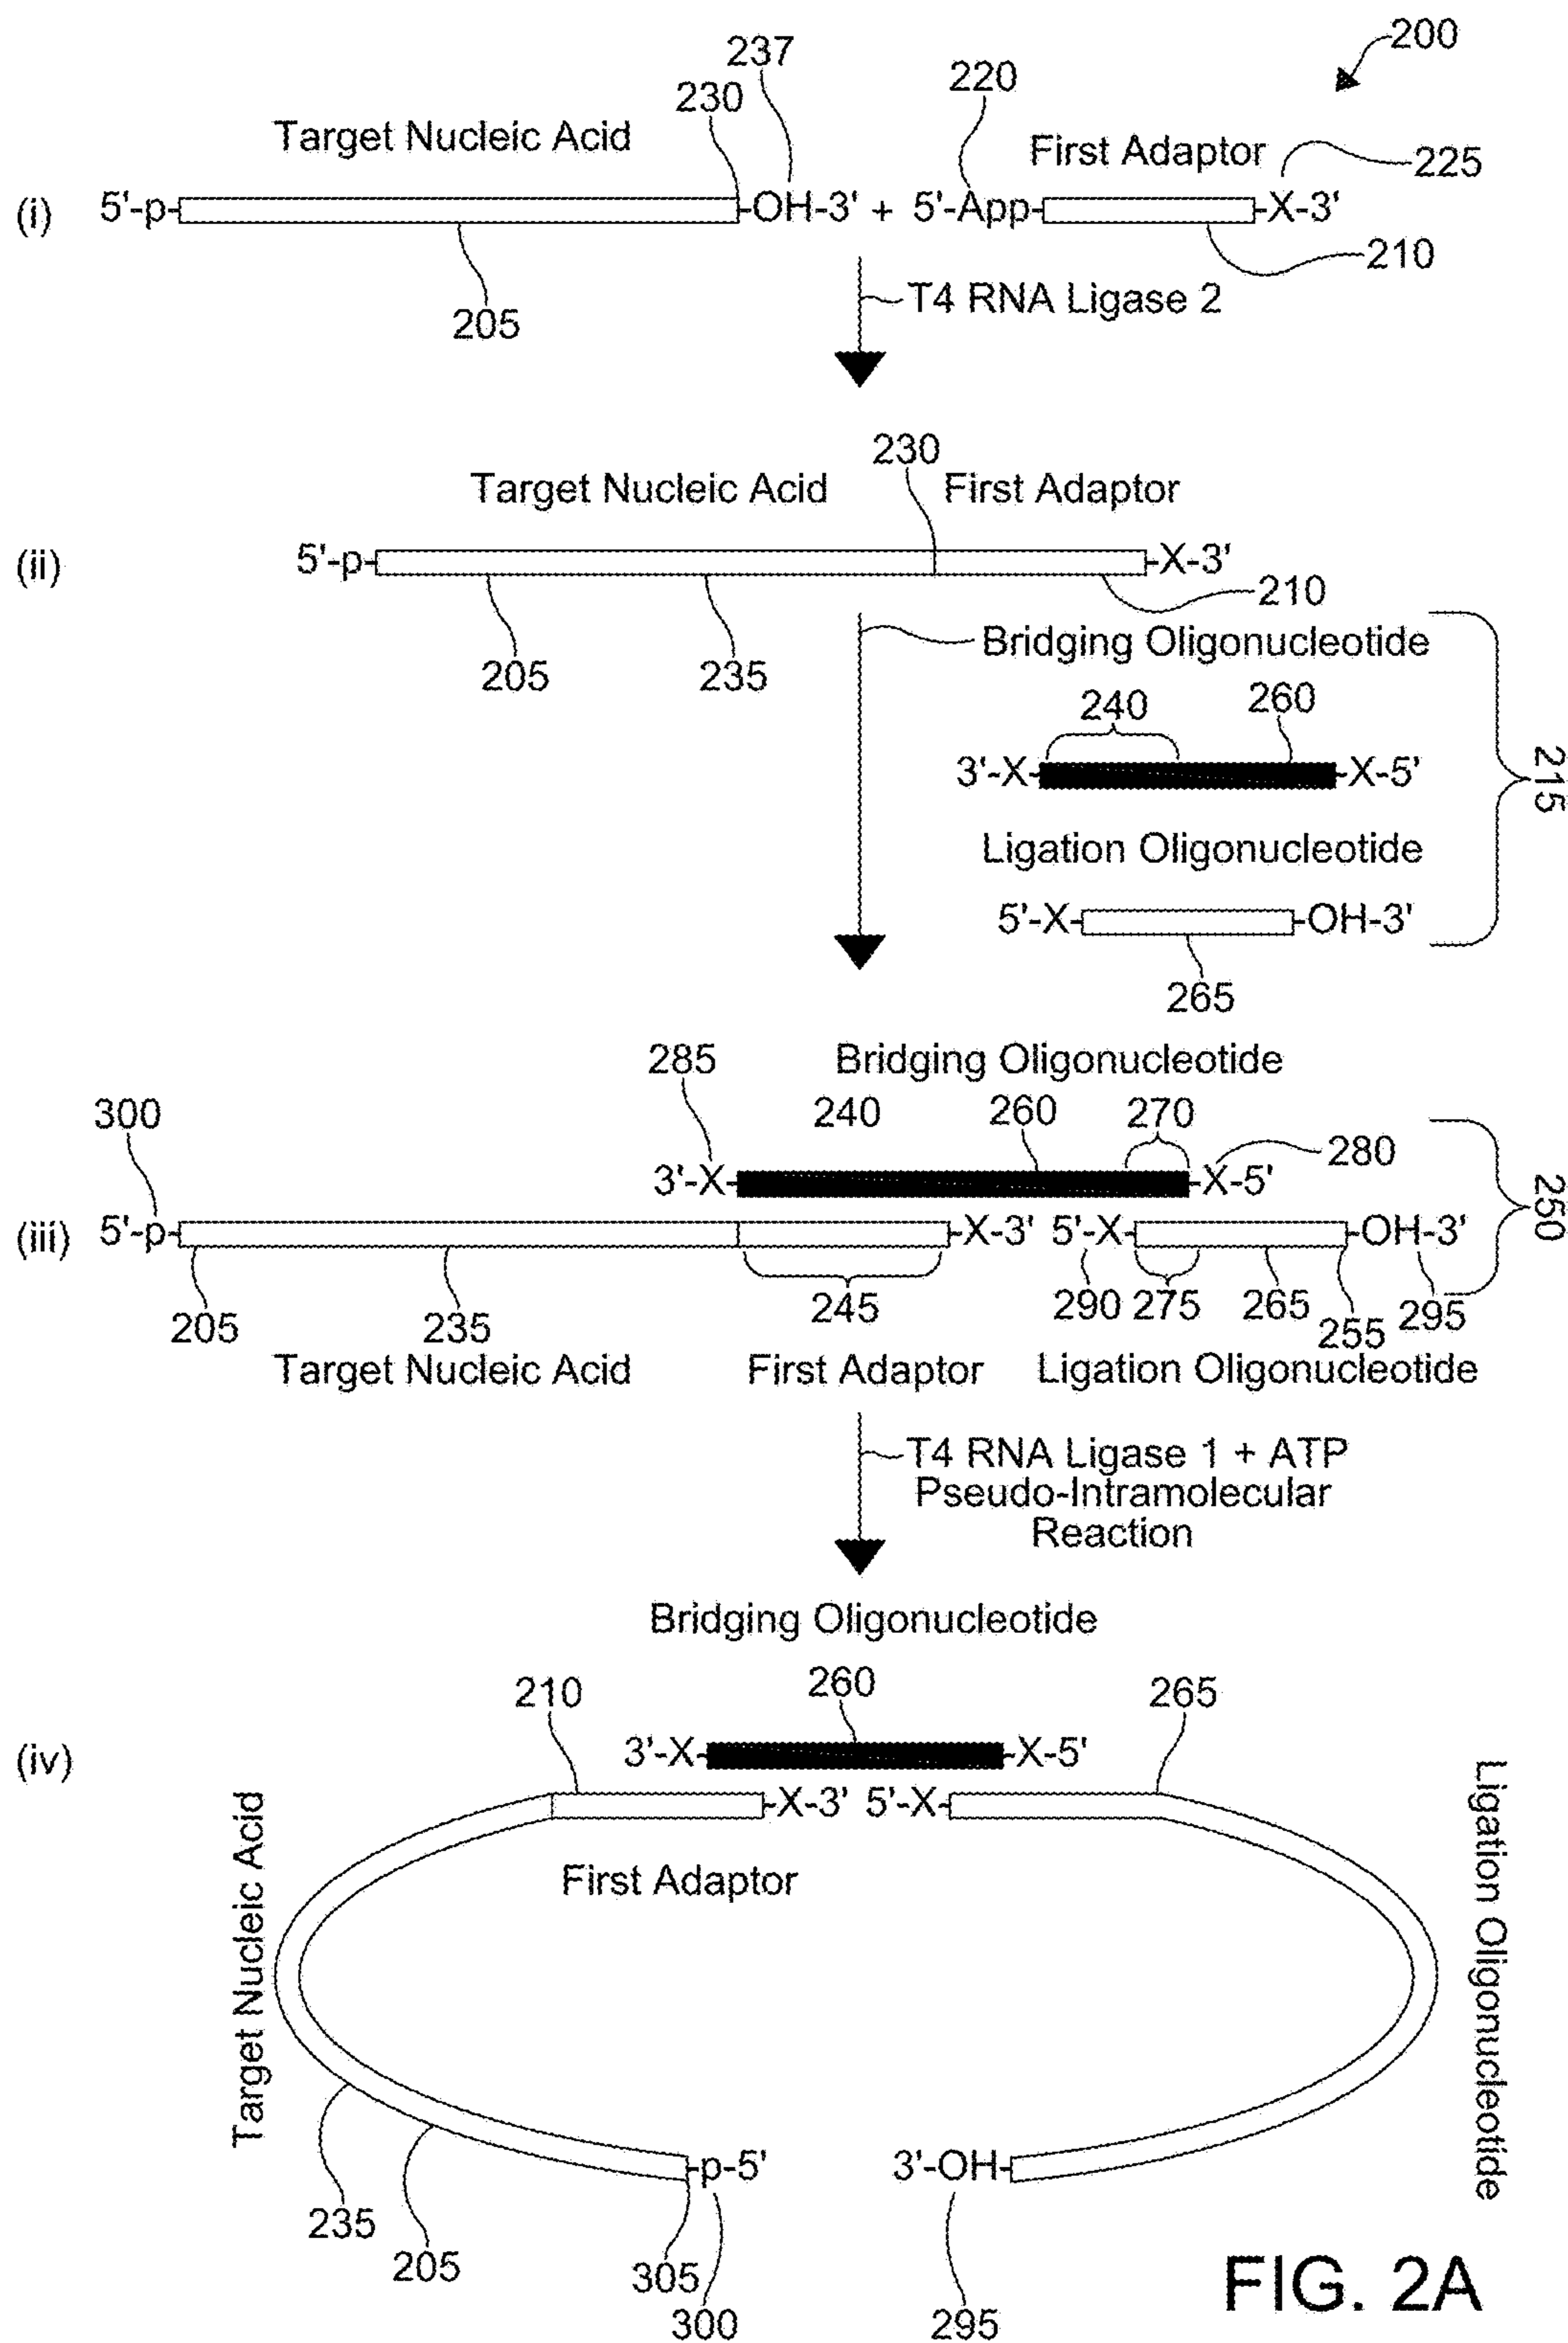 200
237
230
220
Target Nucleic Acid
First Adaptor
225
(i)
5'-p-
-OH-3' + 5'-App-
-X-3'
210
205
T4 RNA Ligase 2
230
Target Nucleic Acid
First Adaptor
(ii)
5'-p-
-X-3'
210
205
235
Bridging Oligonucleotide
240
260
3'-X-
-X-5'
215
Ligation Oligonucleotide
5'-X-
-OH-3'
265
285
Bridging Oligonucleotide
300
240
260
270
280
3'-X-
-X-5'
250
(iii)
5'-p-
-X-3'
5'-X-
-OH-3'
205
235
245
290
275
265
255
295
Target Nucleic Acid
First Adaptor
Ligation Oligonucleotide
T4 RNA Ligase 1 + ATP
Pseudo-Intramolecular
Reaction
Bridging Oligonucleotide
210
260
265
(iv)
3'-X-
-X-5'
-X-3'
5'-X-
Target Nucleic Acid
First Adaptor
Ligation Oligonucleotide
-p-5'
3'-OH-
235
205
305
300
295
FIG. 2A